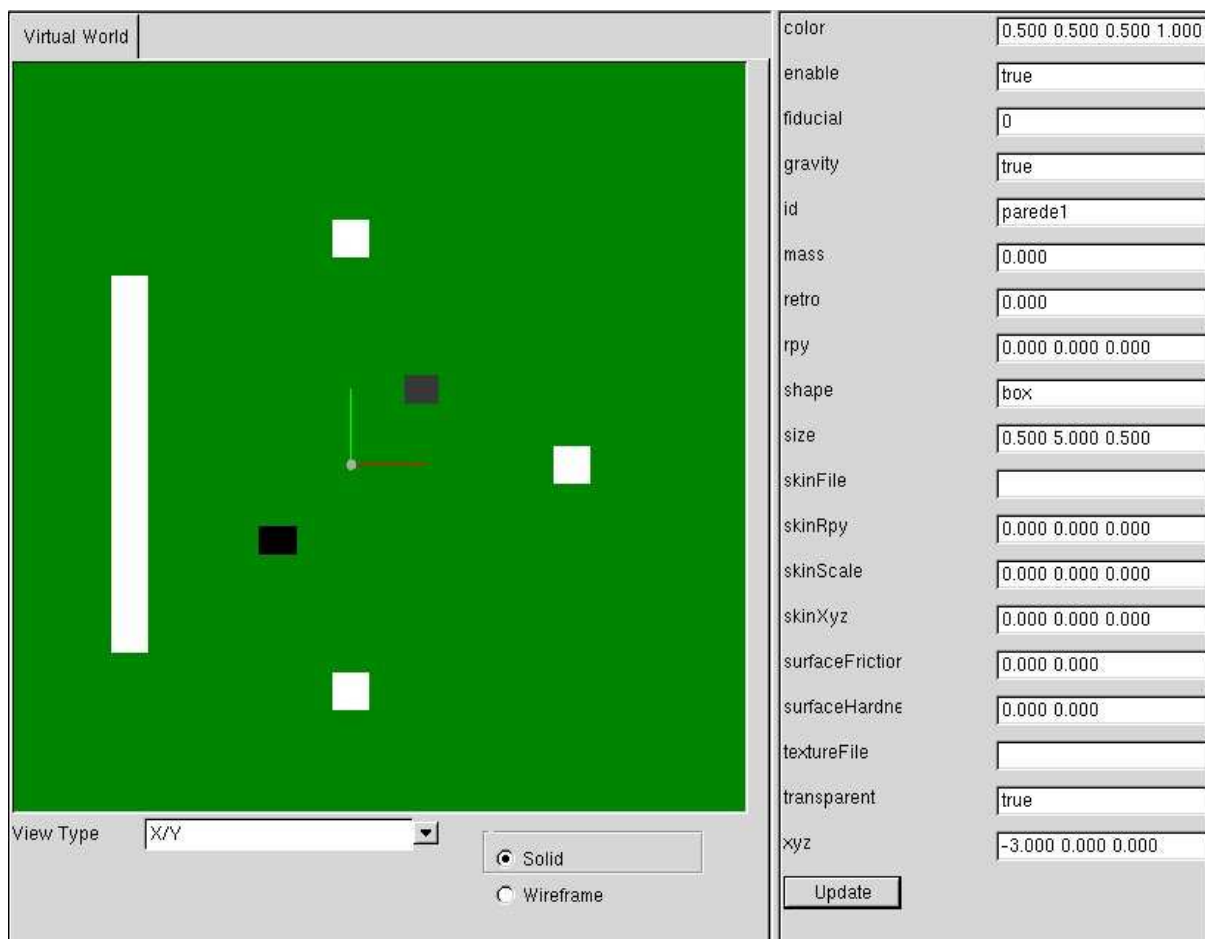 Virtual World
View Type X/Y
Solid
Wireframe
color 0.500 0.500 0.500 1.000
enable true
fiducial 0
gravity true
id parede1
mass 0.000
retro 0.000
rpy 0.000 0.000 0.000
shape box
size 0.500 5.000 0.500
skinFile
skinRpy 0.000 0.000 0.000
skinScale 0.000 0.000 0.000
skinXyz 0.000 0.000 0.000
surfaceFriction 0.000 0.000
surfaceHardne 0.000 0.000
textureFile
transparent true
xyz -3.000 0.000 0.000
Update